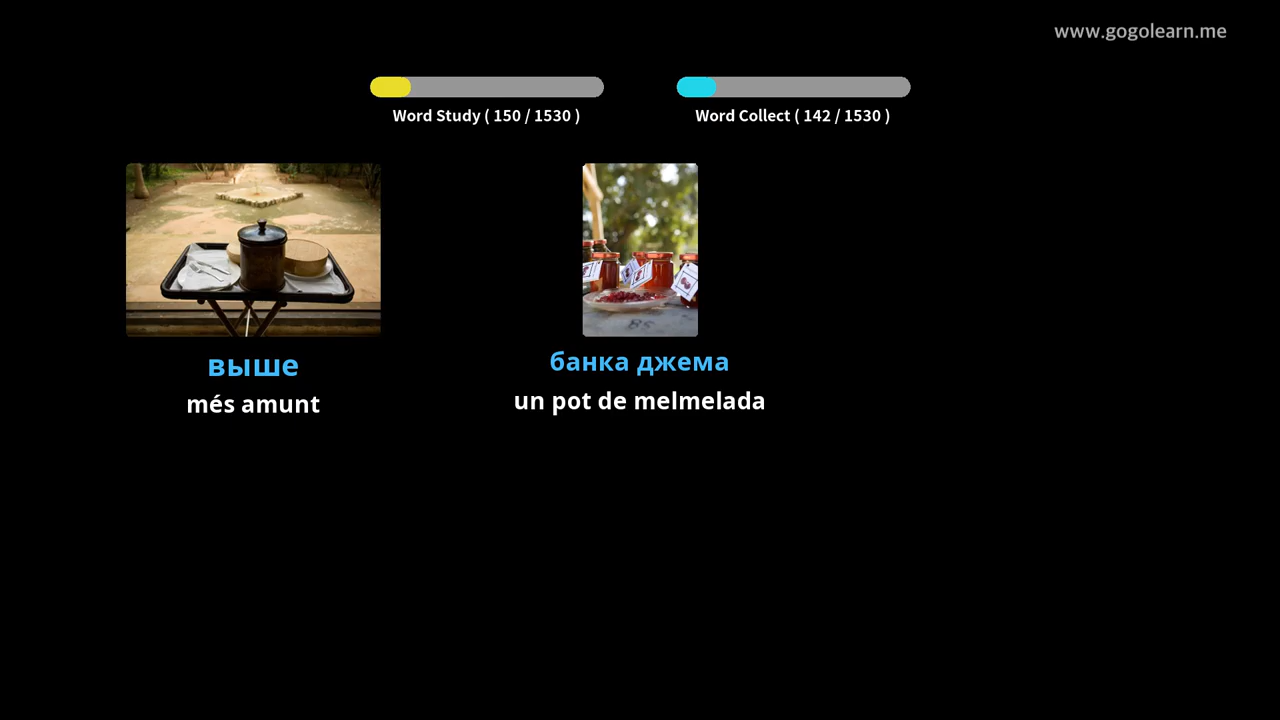 www.gogolearn.me
Word Study ( 150 / 1530 )
Word Collect ( 142 / 1530 )
выше
més amunt
банка джема
un pot de melmelada